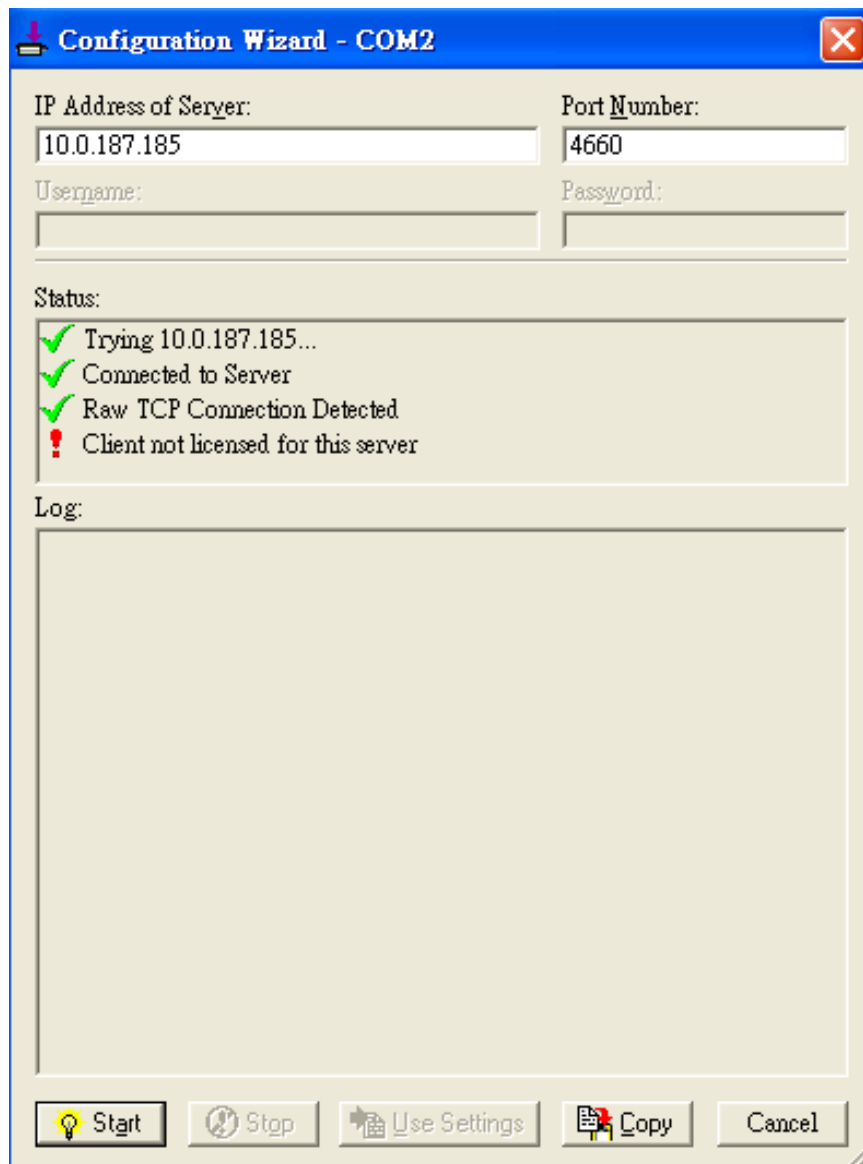 Configuration Wizard - COM2
IP Address of Server: Port Number:
10.0.187.185 4660
Username: Password:
Status:
Trying 10.0.187.185...
Connected to Server
Raw TCP Connection Detected
Client not licensed for this server
Log:
Start Stop Use Settings Copy Cancel